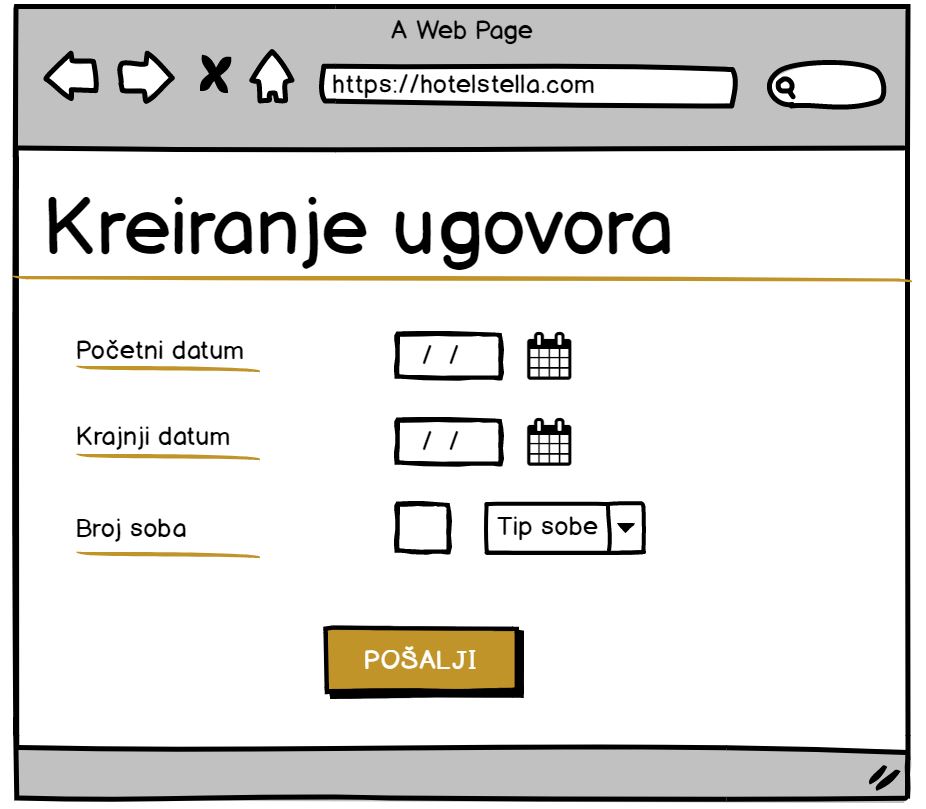 A Web Page
https://hotelstella.com
Kreiranje ugovora
Početni datum / /
Krajnji datum / /
Broj soba Tip sobe
POŠALJI